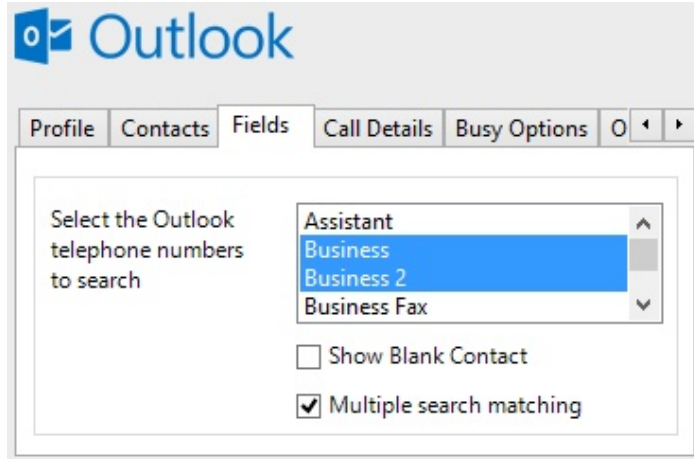 Outlook
Profile Contacts Fields Call Details Busy Options O
Select the Outlook
telephone numbers
to search
Assistant
Business
Business 2
Business Fax
Show Blank Contact
Multiple search matching